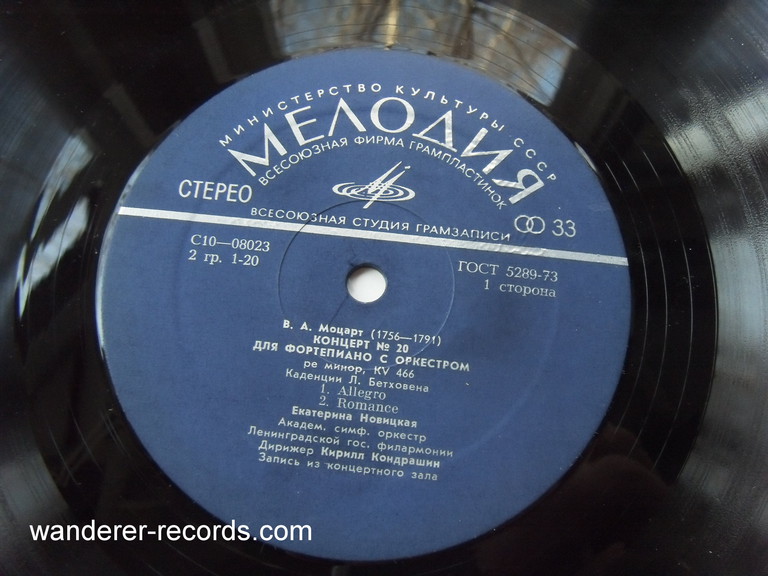 МИНИСТЕРСТВО КУЛЬТУРЫ СССР
МЕЛОДИЯ
ВСЕСОЮЗНАЯ ФИРМА ГРАМПЛАСТИНОК
СТЕРЕО
33
ВСЕСОЮЗНАЯ СТУДИЯ ГРАМЗАПИСИ
С10—08023
2 гр. 1-20
ГОСТ 5289-73
1 сторона
В. А. Моцарт (1756—1791)
КОНЦЕРТ № 20
ДЛЯ ФОРТЕПИАНО С ОРКЕСТРОМ
ре минор, KV 466
Каденции Л. Бетховена
1. Allegro
2. Romance
Екатерина Новицкая
Академ. симф. оркестр
Ленинградской гос. филармонии
Дирижер Кирилл Кондрашин
Запись из концертного зала
wanderer-records.com